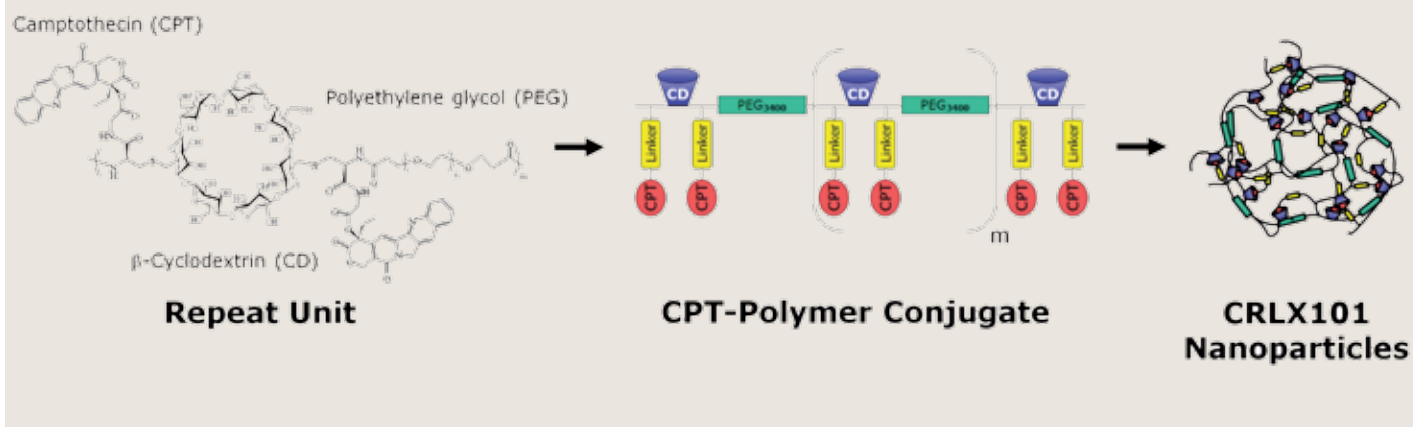 Camptothecin (CPT)
Polyethylene glycol (PEG)
β-Cyclodextrin (CD)
Repeat Unit
CD
CD
CD
PEG3400
PEG3400
Linker
Linker
Linker
Linker
Linker
Linker
CPT
CPT
CPT
CPT
CPT
CPT
m
CPT-Polymer Conjugate
CRLX101
Nanoparticles